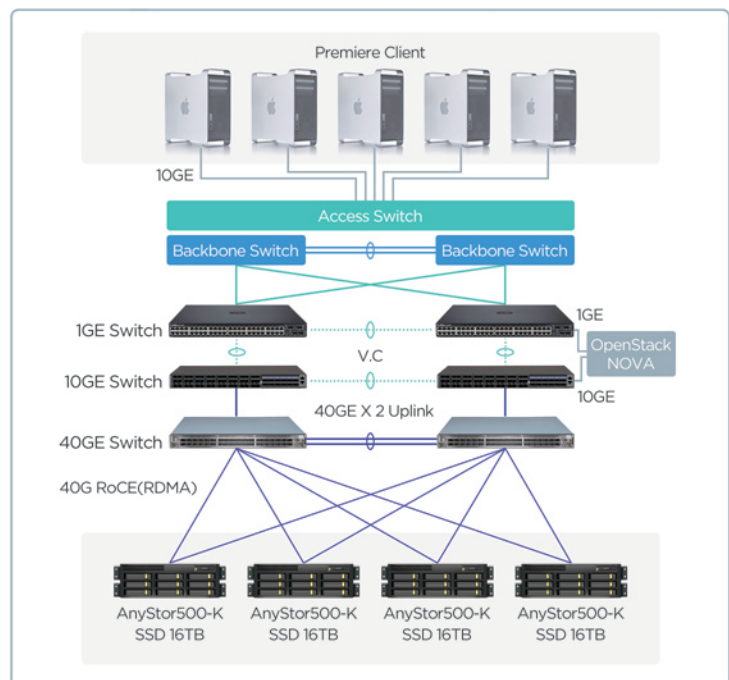 Premiere Client
10GE
Access Switch
Backbone Switch
Backbone Switch
1GE
1GE Switch
OpenStack
NOVA
V.C
10GE Switch
10GE
40GE X 2 Uplink
40GE Switch
40G RoCE(RDMA)
AnyStor500-K
SSD 16TB
AnyStor500-K
SSD 16TB
AnyStor500-K
SSD 16TB
AnyStor500-K
SSD 16TB